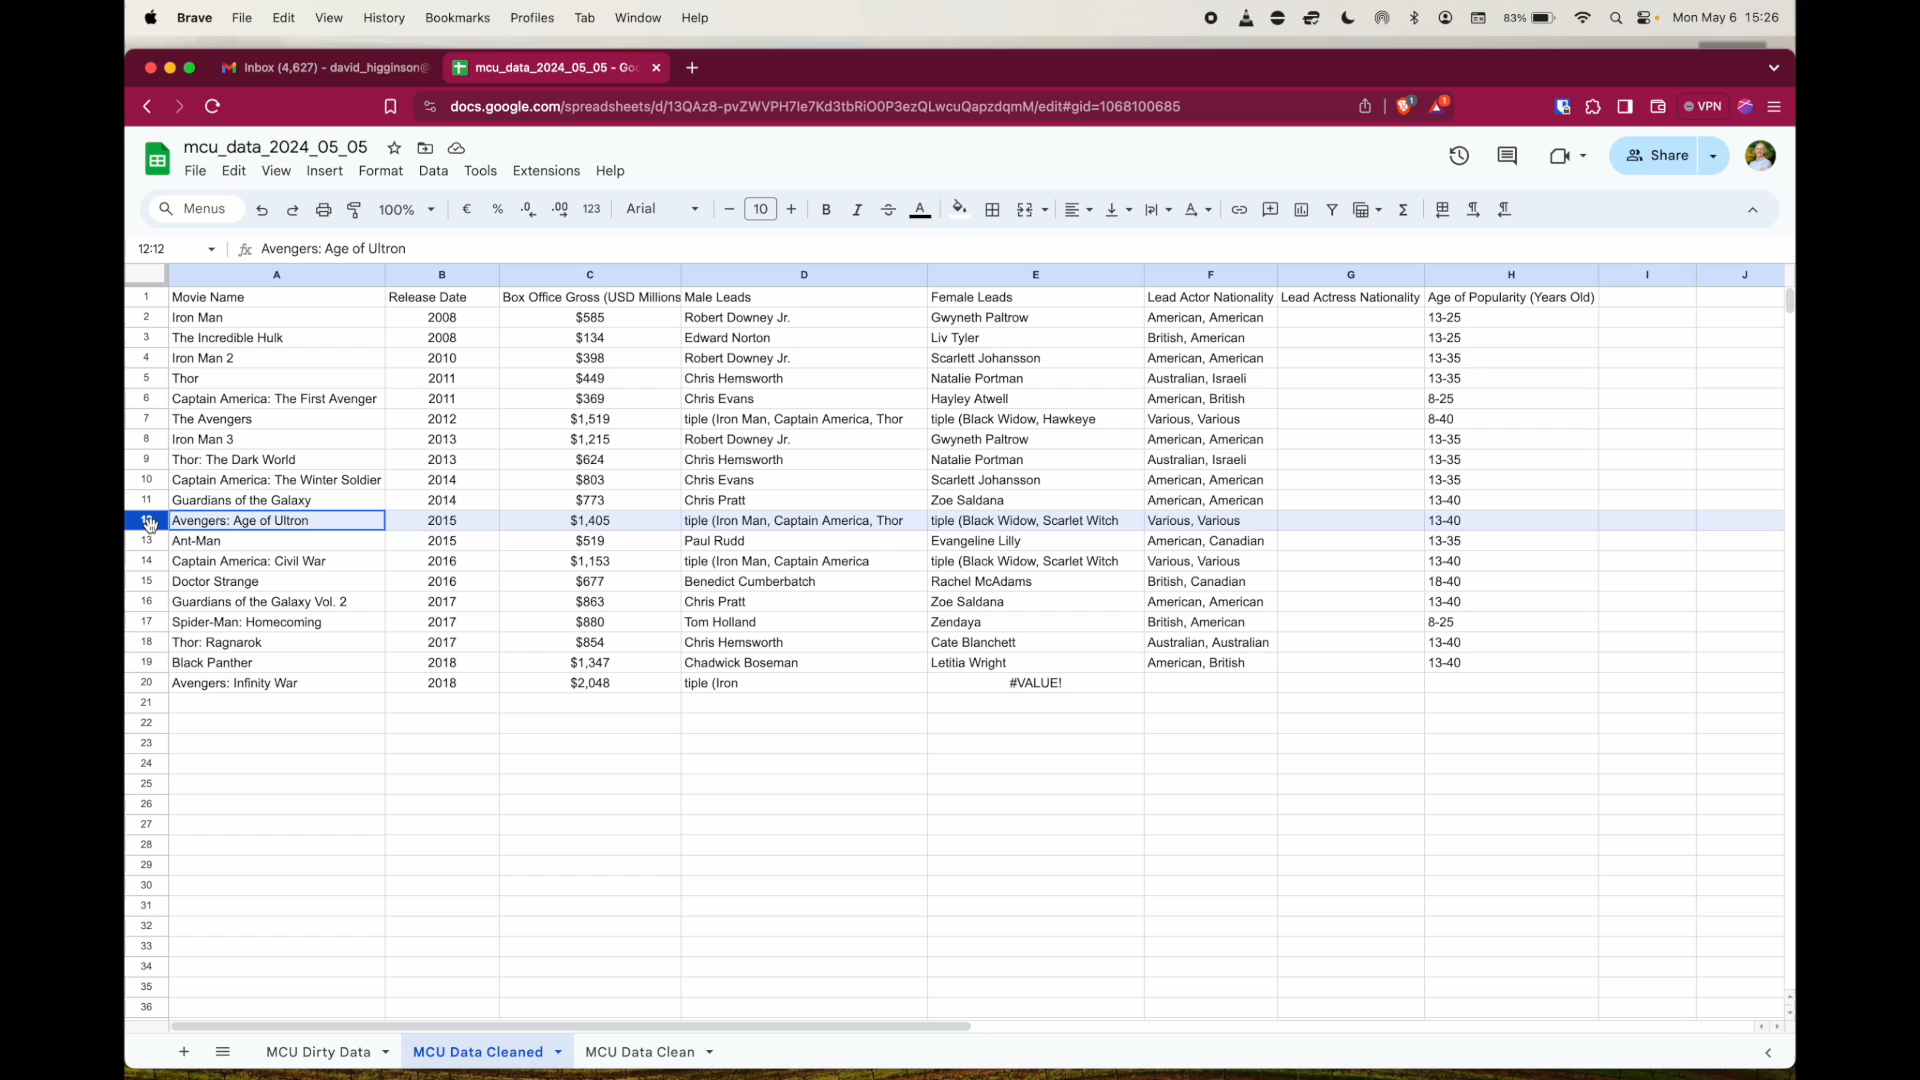 Brave File Edit View History Bookmarks Profiles Tab Window Help 83% Mon May 6 15:26
Inbox (4,627) - david_higginson@ mcu_data_2024_05_05 - Goo
docs.google.com/spreadsheets/d/13QAz8-pvZWVPH7Ie7Kd3tbRiO0P3ezQLwcuQapzdqmM/edit#gid=1068100685 1 1 VPN
mcu_data_2024_05_05
File Edit View Insert Format Data Tools Extensions Help Share
Menus 100% € % .0 .00 123 Arial 10 B I A
12:12 fx Avengers: Age of Ultron
A B C D E F G H I J
1 Movie Name Release Date Box Office Gross (USD Millions Male Leads Female Leads Lead Actor Nationality Lead Actress Nationality Age of Popularity (Years Old)
2 Iron Man 2008 $585 Robert Downey Jr. Gwyneth Paltrow American, American 13-25
3 The Incredible Hulk 2008 $134 Edward Norton Liv Tyler British, American 13-25
4 Iron Man 2 2010 $398 Robert Downey Jr. Scarlett Johansson American, American 13-35
5 Thor 2011 $449 Chris Hemsworth Natalie Portman Australian, Israeli 13-35
6 Captain America: The First Avenger 2011 $369 Chris Evans Hayley Atwell American, British 8-25
7 The Avengers 2012 $1,519 tiple (Iron Man, Captain America, Thor tiple (Black Widow, Hawkeye Various, Various 8-40
8 Iron Man 3 2013 $1,215 Robert Downey Jr. Gwyneth Paltrow American, American 13-35
9 Thor: The Dark World 2013 $624 Chris Hemsworth Natalie Portman Australian, Israeli 13-35
10 Captain America: The Winter Soldier 2014 $803 Chris Evans Scarlett Johansson American, American 13-35
11 Guardians of the Galaxy 2014 $773 Chris Pratt Zoe Saldana American, American 13-40
Avengers: Age of Ultron 2015 $1,405 tiple (Iron Man, Captain America, Thor tiple (Black Widow, Scarlet Witch Various, Various 13-40
13 Ant-Man 2015 $519 Paul Rudd Evangeline Lilly American, Canadian 13-35
14 Captain America: Civil War 2016 $1,153 tiple (Iron Man, Captain America tiple (Black Widow, Scarlet Witch Various, Various 13-40
15 Doctor Strange 2016 $677 Benedict Cumberbatch Rachel McAdams British, Canadian 18-40
16 Guardians of the Galaxy Vol. 2 2017 $863 Chris Pratt Zoe Saldana American, American 13-40
17 Spider-Man: Homecoming 2017 $880 Tom Holland Zendaya British, American 8-25
18 Thor: Ragnarok 2017 $854 Chris Hemsworth Cate Blanchett Australian, Australian 13-40
19 Black Panther 2018 $1,347 Chadwick Boseman Letitia Wright American, British 13-40
20 Avengers: Infinity War 2018 $2,048 tiple (Iron #VALUE!
21
22
23
24
25
26
27
28
29
30
31
32
33
34
35
36
MCU Dirty Data MCU Data Cleaned MCU Data Clean